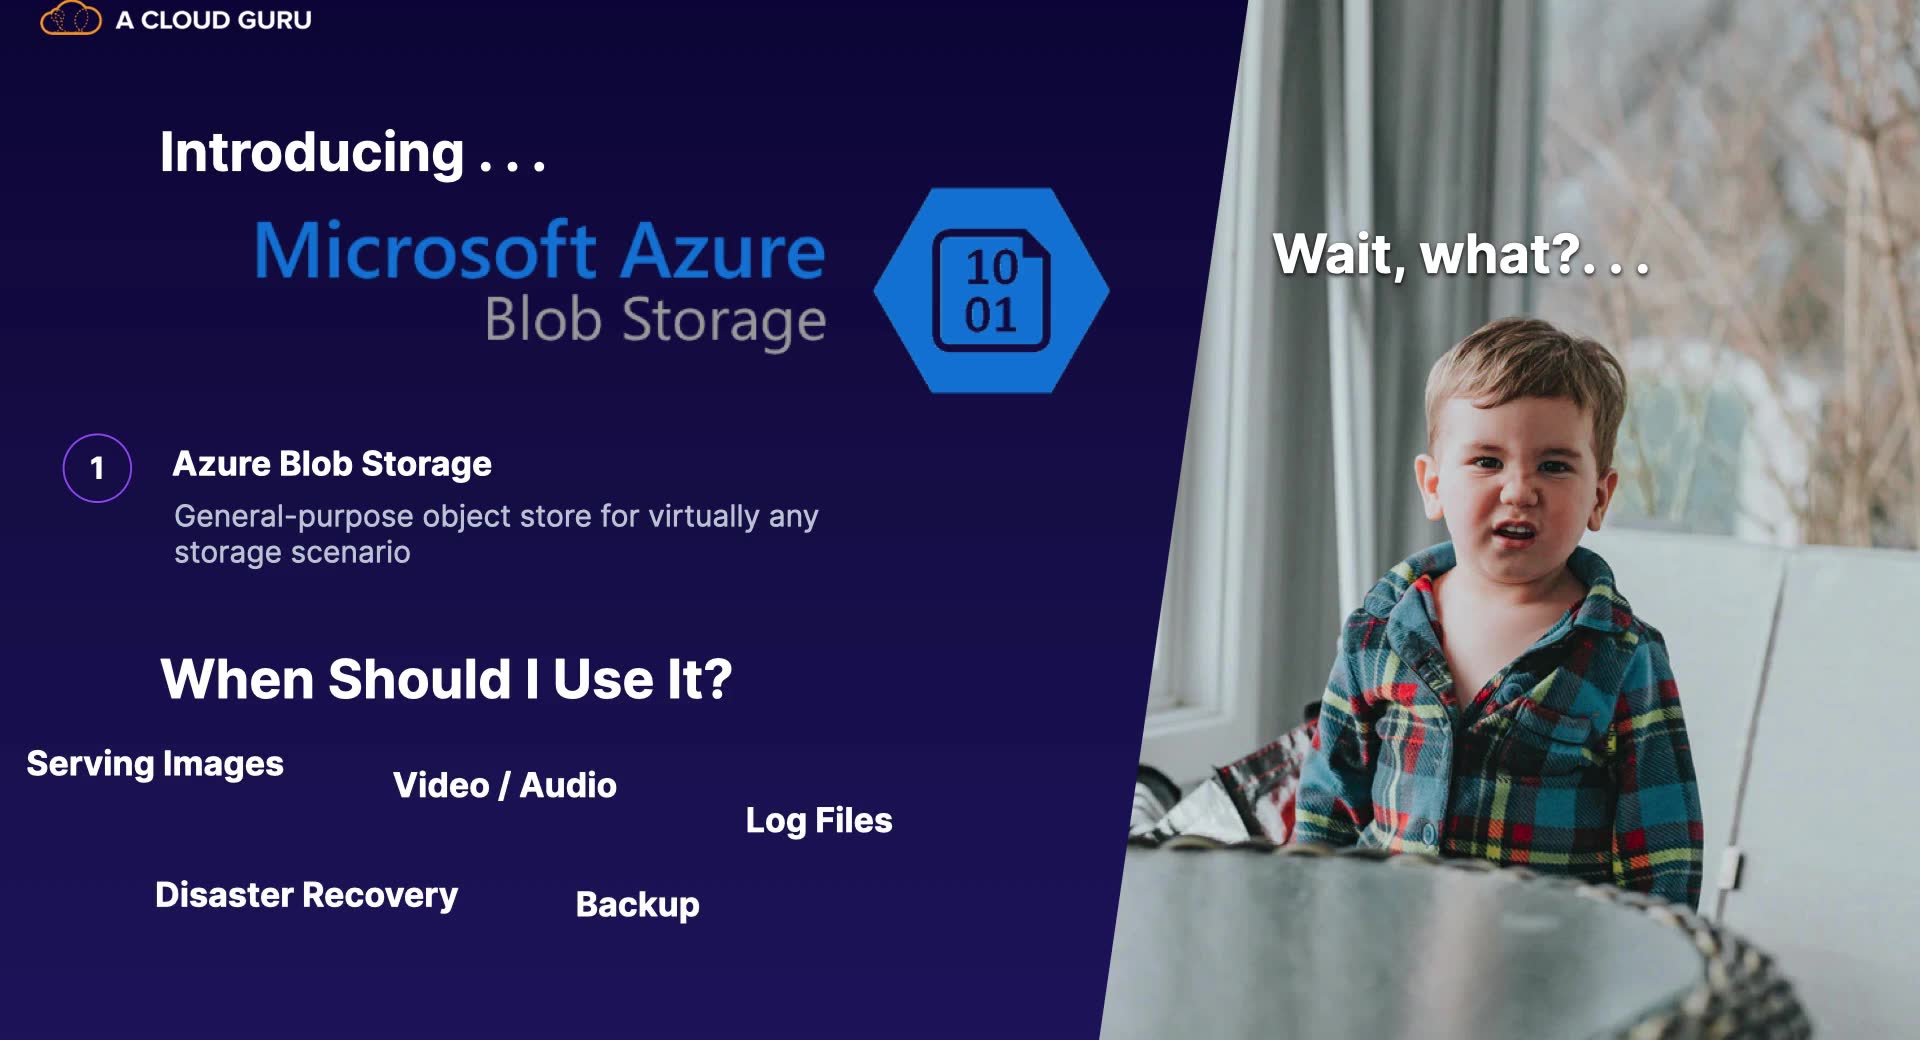 A CLOUD GURU
Introducing . . .
Microsoft Azure
Blob Storage
10
01
Wait, what?. . .
1
Azure Blob Storage
General-purpose object store for virtually any
storage scenario
When Should I Use It?
Serving Images
Video / Audio
Log Files
Disaster Recovery
Backup